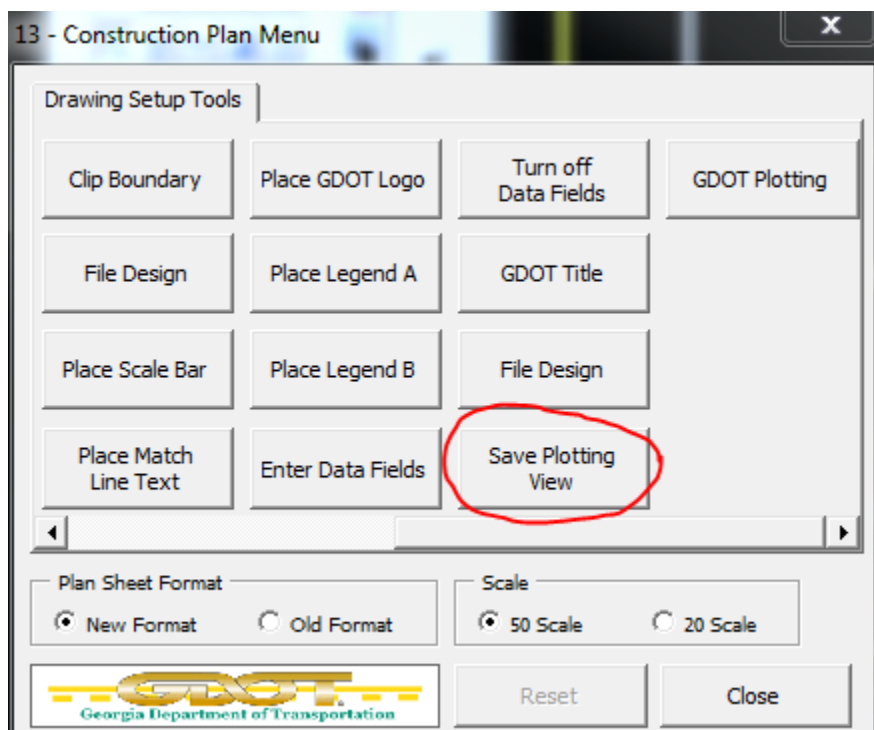 13 - Construction Plan Menu
X
Drawing Setup Tools
Clip Boundary
Place GDOT Logo
Turn off
Data Fields
GDOT Plotting
File Design
Place Legend A
GDOT Title
Place Scale Bar
Place Legend B
File Design
Place Match
Line Text
Enter Data Fields
Save Plotting
View
Plan Sheet Format
New Format
Old Format
Scale
50 Scale
20 Scale
GDOT
Georgia Department of Transportation
Reset
Close